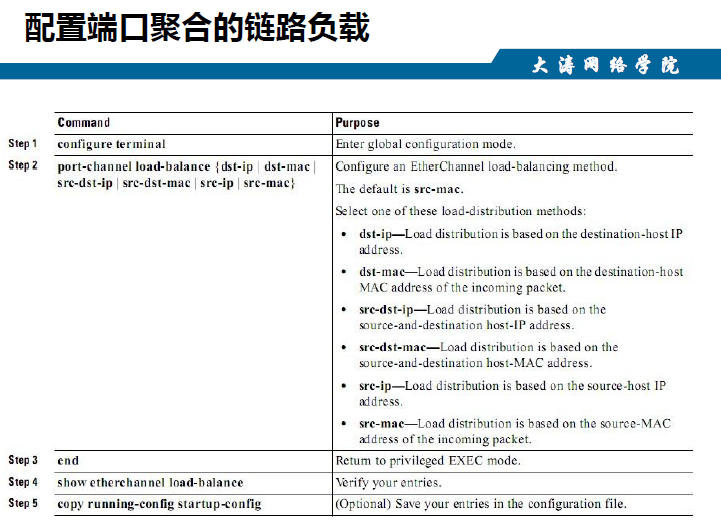 配置端口聚合的链路负载
大涛网络学院
Command Purpose
Step 1 configure terminal Enter global configuration mode.
Step 2 port-channel load-balance {dst-ip | dst-mac | Configure an EtherChannel load-balancing method.
src-dst-ip | src-dst-mac | src-ip | src-mac}
The default is src-mac.
Select one of these load-distribution methods:
• dst-ip—Load distribution is based on the destination-host IP
address.
• dst-mac—Load distribution is based on the destination-host
MAC address of the incoming packet.
• src-dst-ip—Load distribution is based on the
source-and-destination host-IP address.
• src-dst-mac—Load distribution is based on the
source-and-destination host-MAC address.
• src-ip—Load distribution is based on the source-host IP
address.
• src-mac—Load distribution is based on the source-MAC
address of the incoming packet.
Step 3 end Return to privileged EXEC mode.
Step 4 show etherchannel load-balance Verify your entries.
Step 5 copy running-config startup-config (Optional) Save your entries in the configuration file.